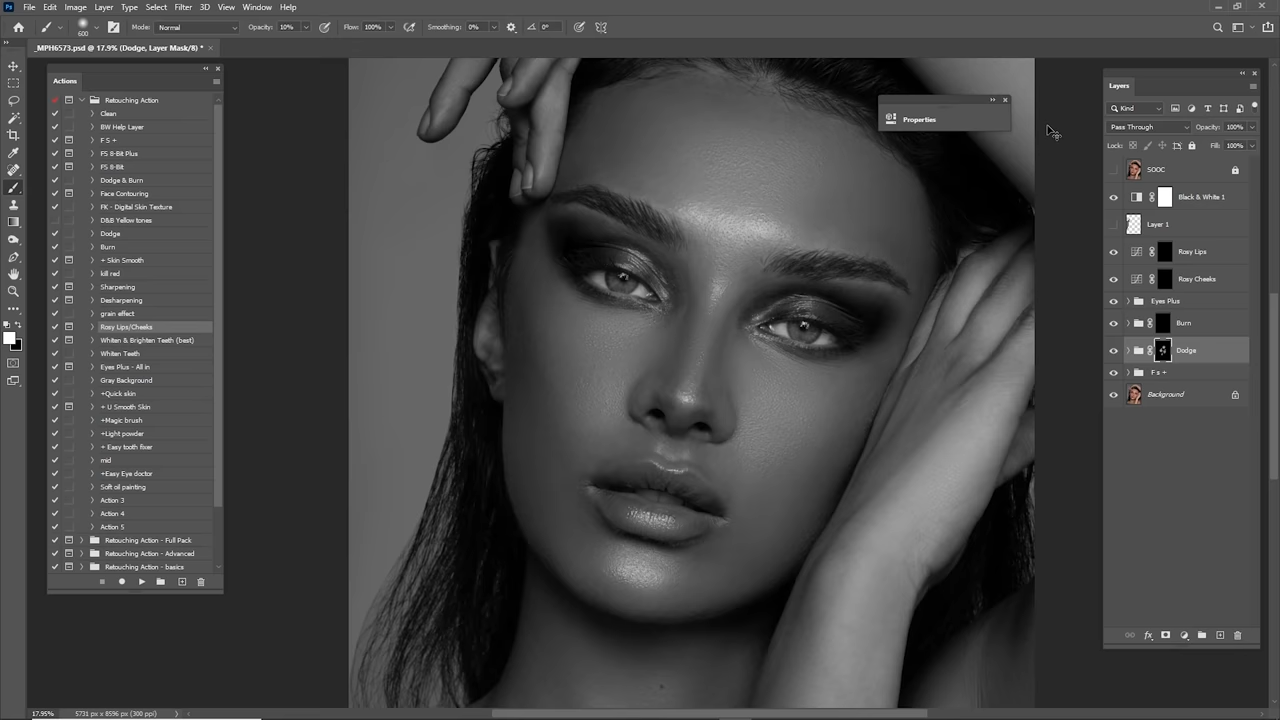 Ps File Edit Image Layer Type Select Filter 3D View Window Help
600 Mode: Normal Opacity: 10% Flow: 100% Smoothing: 0% 0°
_MPH6573.psd @ 17.9% (Dodge, Layer Mask/8) *
Actions
Retouching Action
Clean
BW Help Layer
F S +
FS 8-Bit Plus
FS 8-Bit
Dodge & Burn
Face Contouring
FK - Digital Skin Texture
D&B Yellow tones
Dodge
Burn
+ Skin Smooth
kill red
Sharpening
Desharpening
grain effect
Rosy Lips/Cheeks
Whiten & Brighten Teeth (best)
Whiten Teeth
Eyes Plus - All in
Gray Background
+Quick skin
+ U Smooth Skin
+Magic brush
+Light powder
+ Easy tooth fixer
mid
+Easy Eye doctor
Soft oil painting
Action 3
Action 4
Action 5
Retouching Action - Full Pack
Retouching Action - Advanced
Retouching Action - basics
Properties
Layers
Kind
Pass Through Opacity: 100%
Lock: Fill: 100%
SOOC
Black & White 1
Layer 1
Rosy Lips
Rosy Cheeks
Eyes Plus
Burn
Dodge
F s +
Background
17.95% 5731 px x 8596 px (300 ppi)